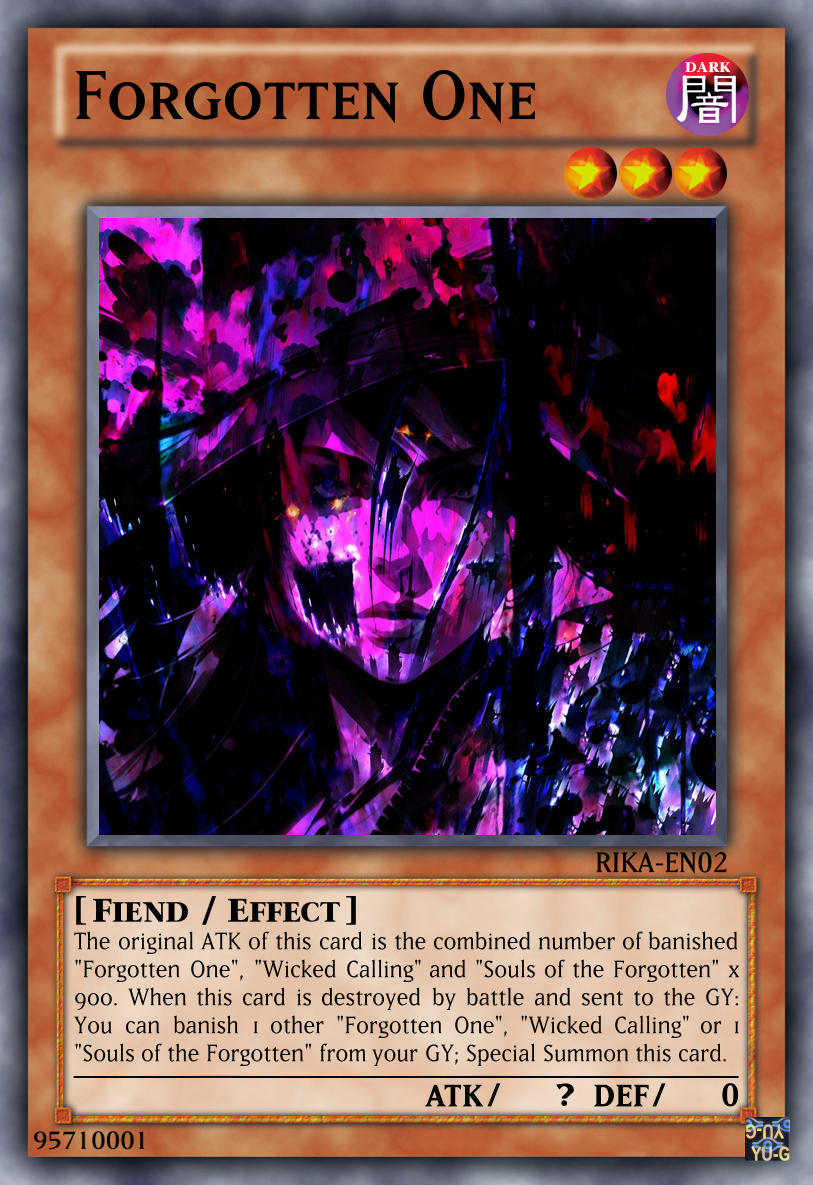 Forgotten One
DARK
闇
RIKA-EN02
[ Fiend / Effect ]
The original ATK of this card is the combined number of banished
"Forgotten One", "Wicked Calling" and "Souls of the Forgotten" x
900. When this card is destroyed by battle and sent to the GY:
You can banish 1 other "Forgotten One", "Wicked Calling" or 1
"Souls of the Forgotten" from your GY; Special Summon this card.
ATK/ ? DEF/ 0
95710001
YU-G
YU-G